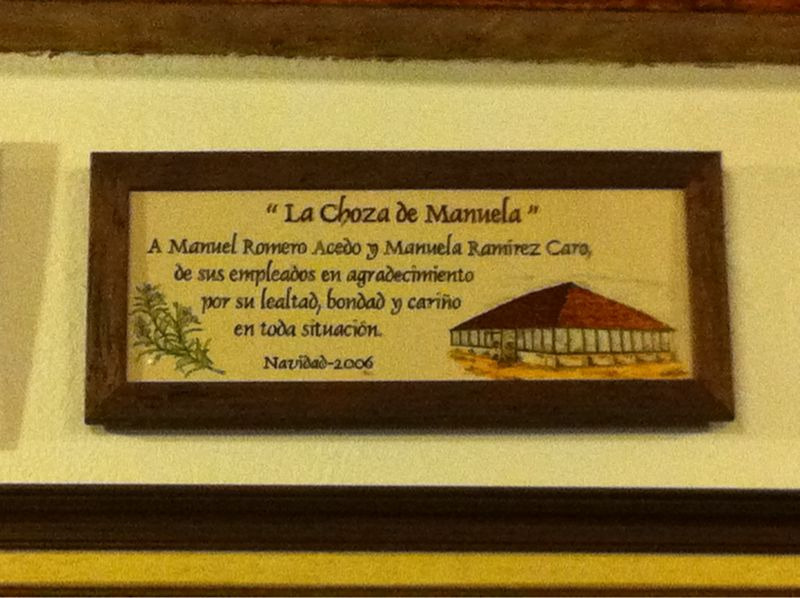 “ La Choza de Manuela ”
A Manuel Romero Acedo y Manuela Ramírez Caro,
de sus empleados en agradecimiento
por su lealtad, bondad y cariño
en toda situación.
Navidad-2006